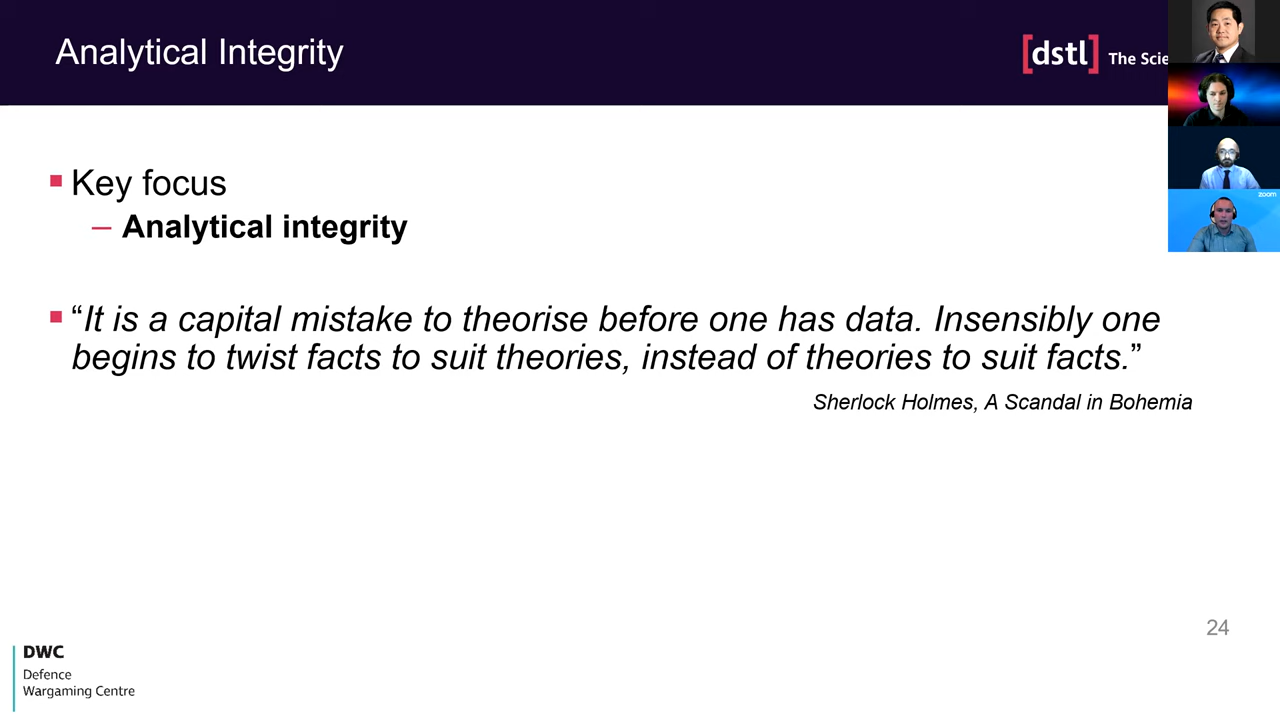 Analytical Integrity
[dstl] The Scie
zoom
Key focus
– Analytical integrity
“It is a capital mistake to theorise before one has data. Insensibly one
begins to twist facts to suit theories, instead of theories to suit facts.”
Sherlock Holmes, A Scandal in Bohemia
24
DWC
Defence
Wargaming Centre